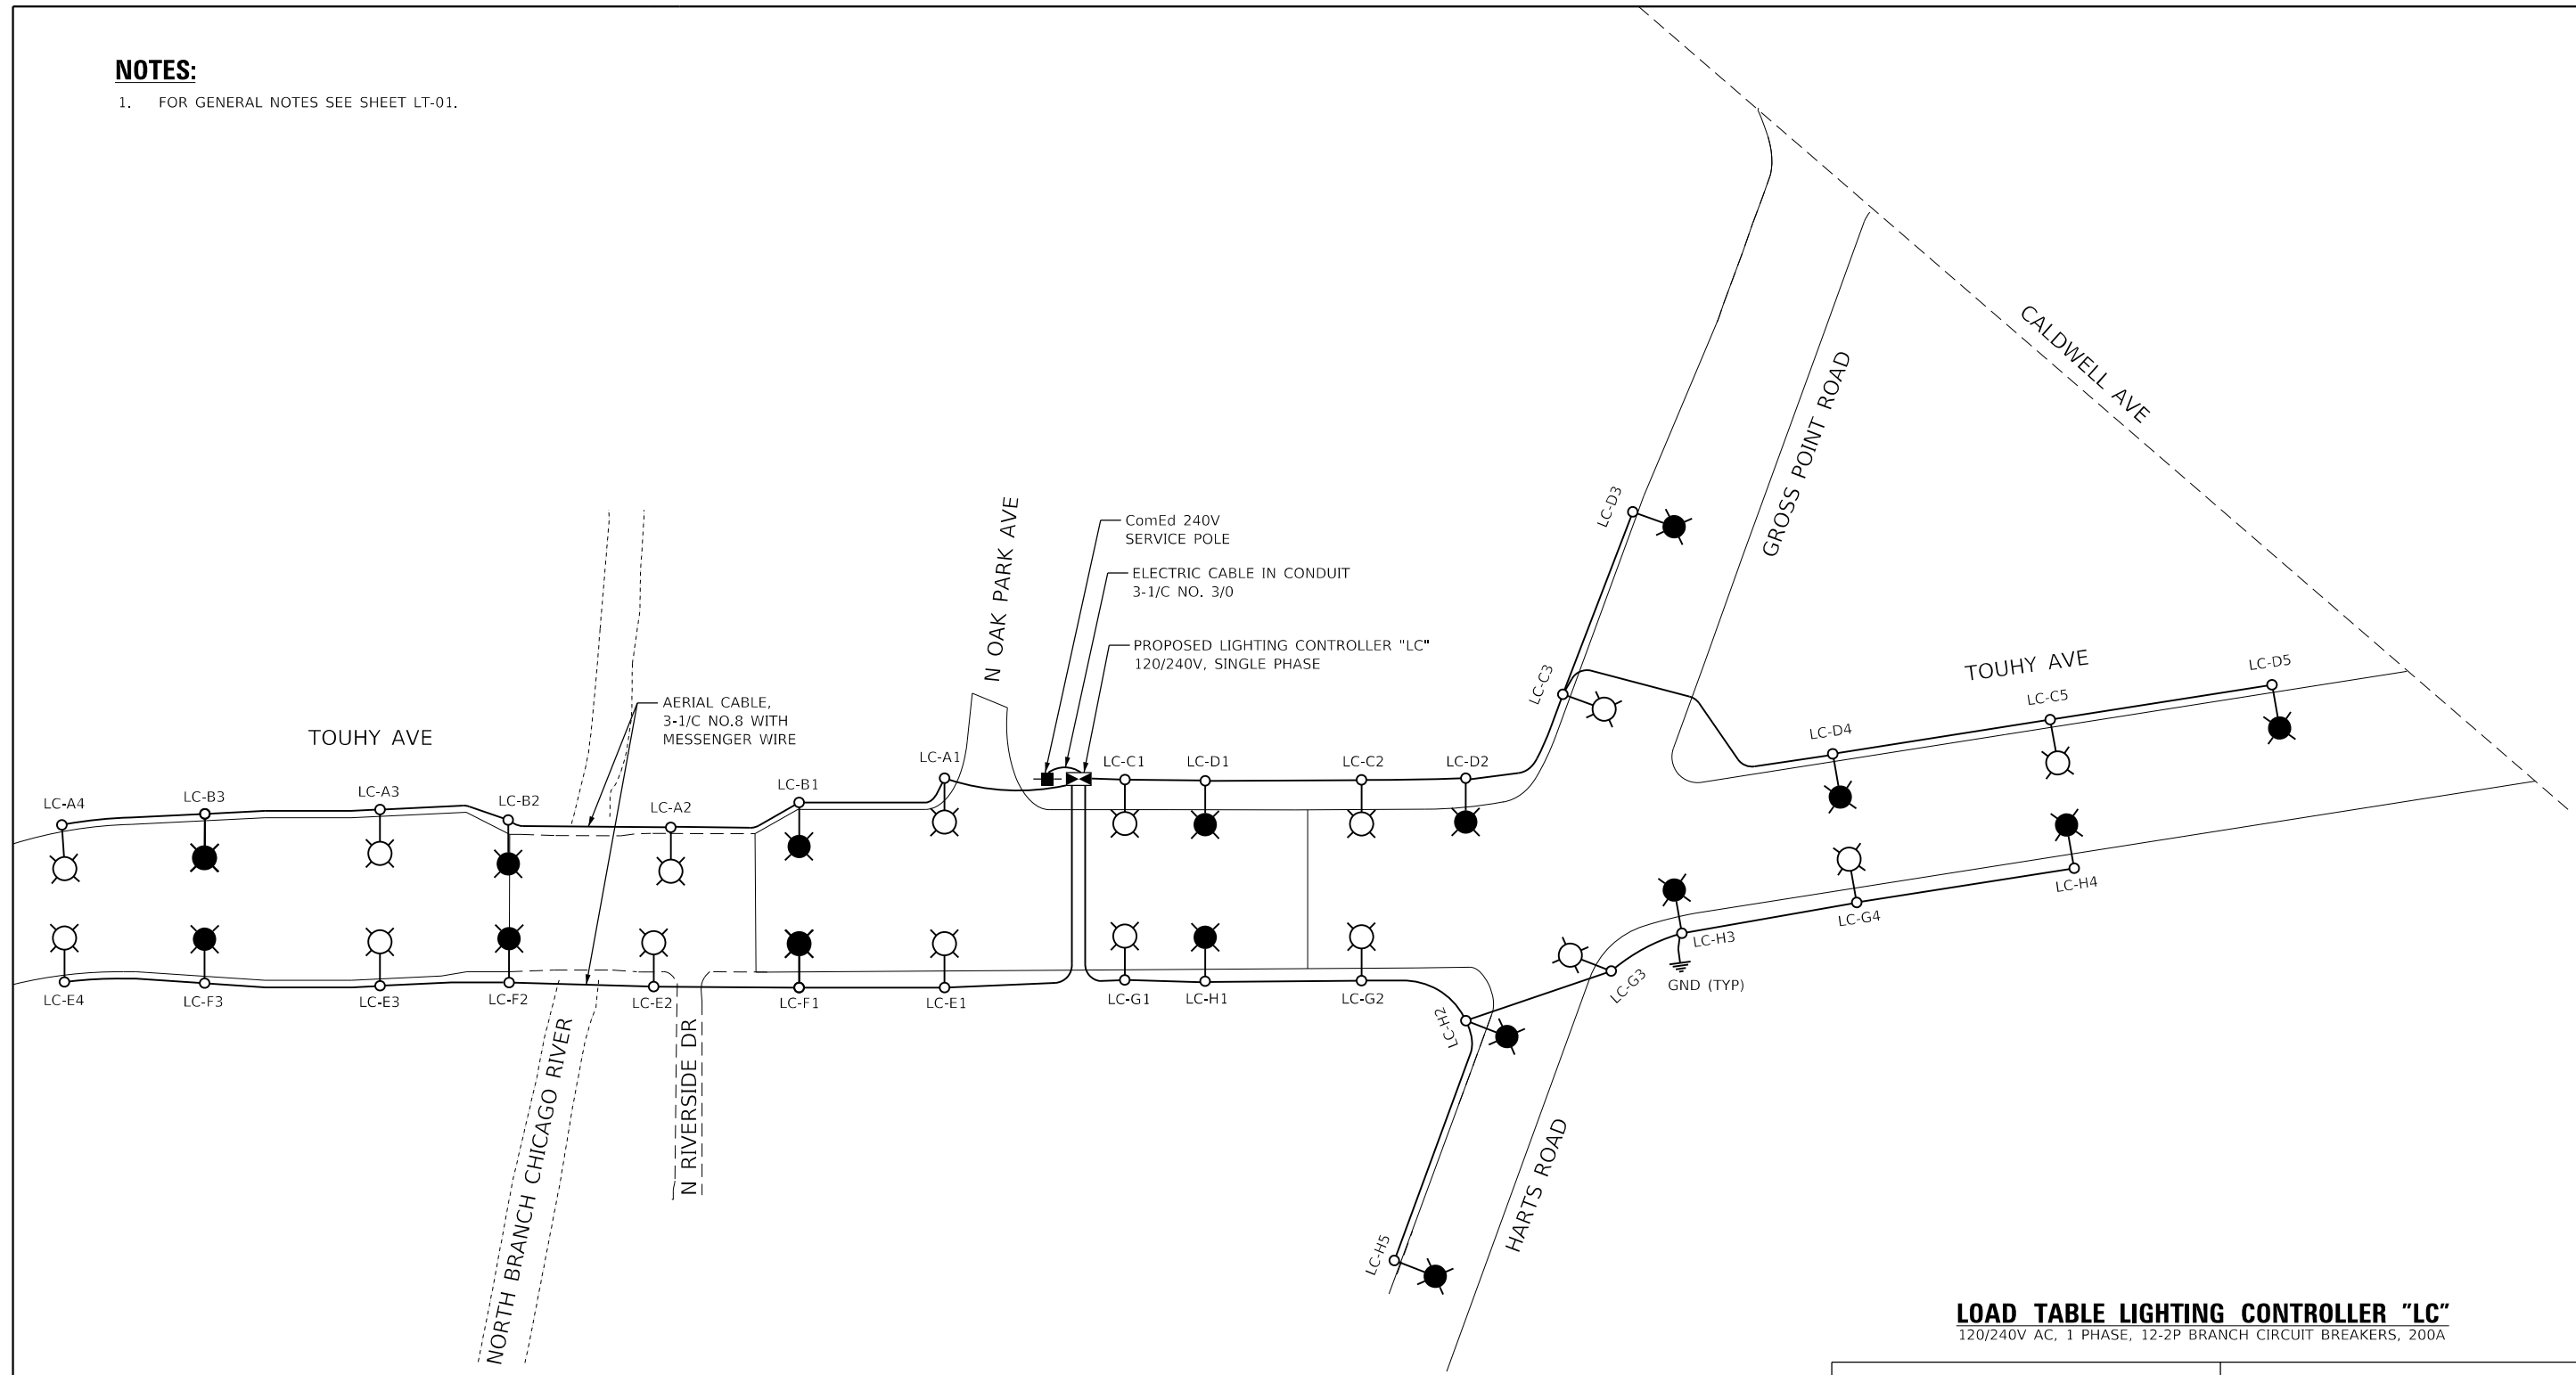 NOTES:
1. FOR GENERAL NOTES SEE SHEET LT-01.
CALDWELL AVE
GROSS POINT ROAD
N OAK PARK AVE
ComEd 240V
SERVICE POLE
ELECTRIC CABLE IN CONDUIT
3-1/C NO. 3/0
PROPOSED LIGHTING CONTROLLER "LC"
120/240V, SINGLE PHASE
AERIAL CABLE,
3-1/C NO.8 WITH
MESSENGER WIRE
TOUHY AVE
TOUHY AVE
LC-A4
LC-B3
LC-A3
LC-B2
LC-A2
LC-B1
LC-A1
LC-C1
LC-D1
LC-C2
LC-D2
LC-C3
LC-D3
LC-D4
LC-C5
LC-D5
LC-E4
LC-F3
LC-E3
LC-F2
LC-E2
LC-F1
LC-E1
LC-G1
LC-H1
LC-G2
LC-H2
LC-G3
LC-H3
LC-G4
LC-H4
GND (TYP)
LC-H5
NORTH BRANCH CHICAGO RIVER
N RIVERSIDE DR
HARTS ROAD
LOAD TABLE LIGHTING CONTROLLER "LC"
120/240V AC, 1 PHASE, 12-2P BRANCH CIRCUIT BREAKERS, 200A